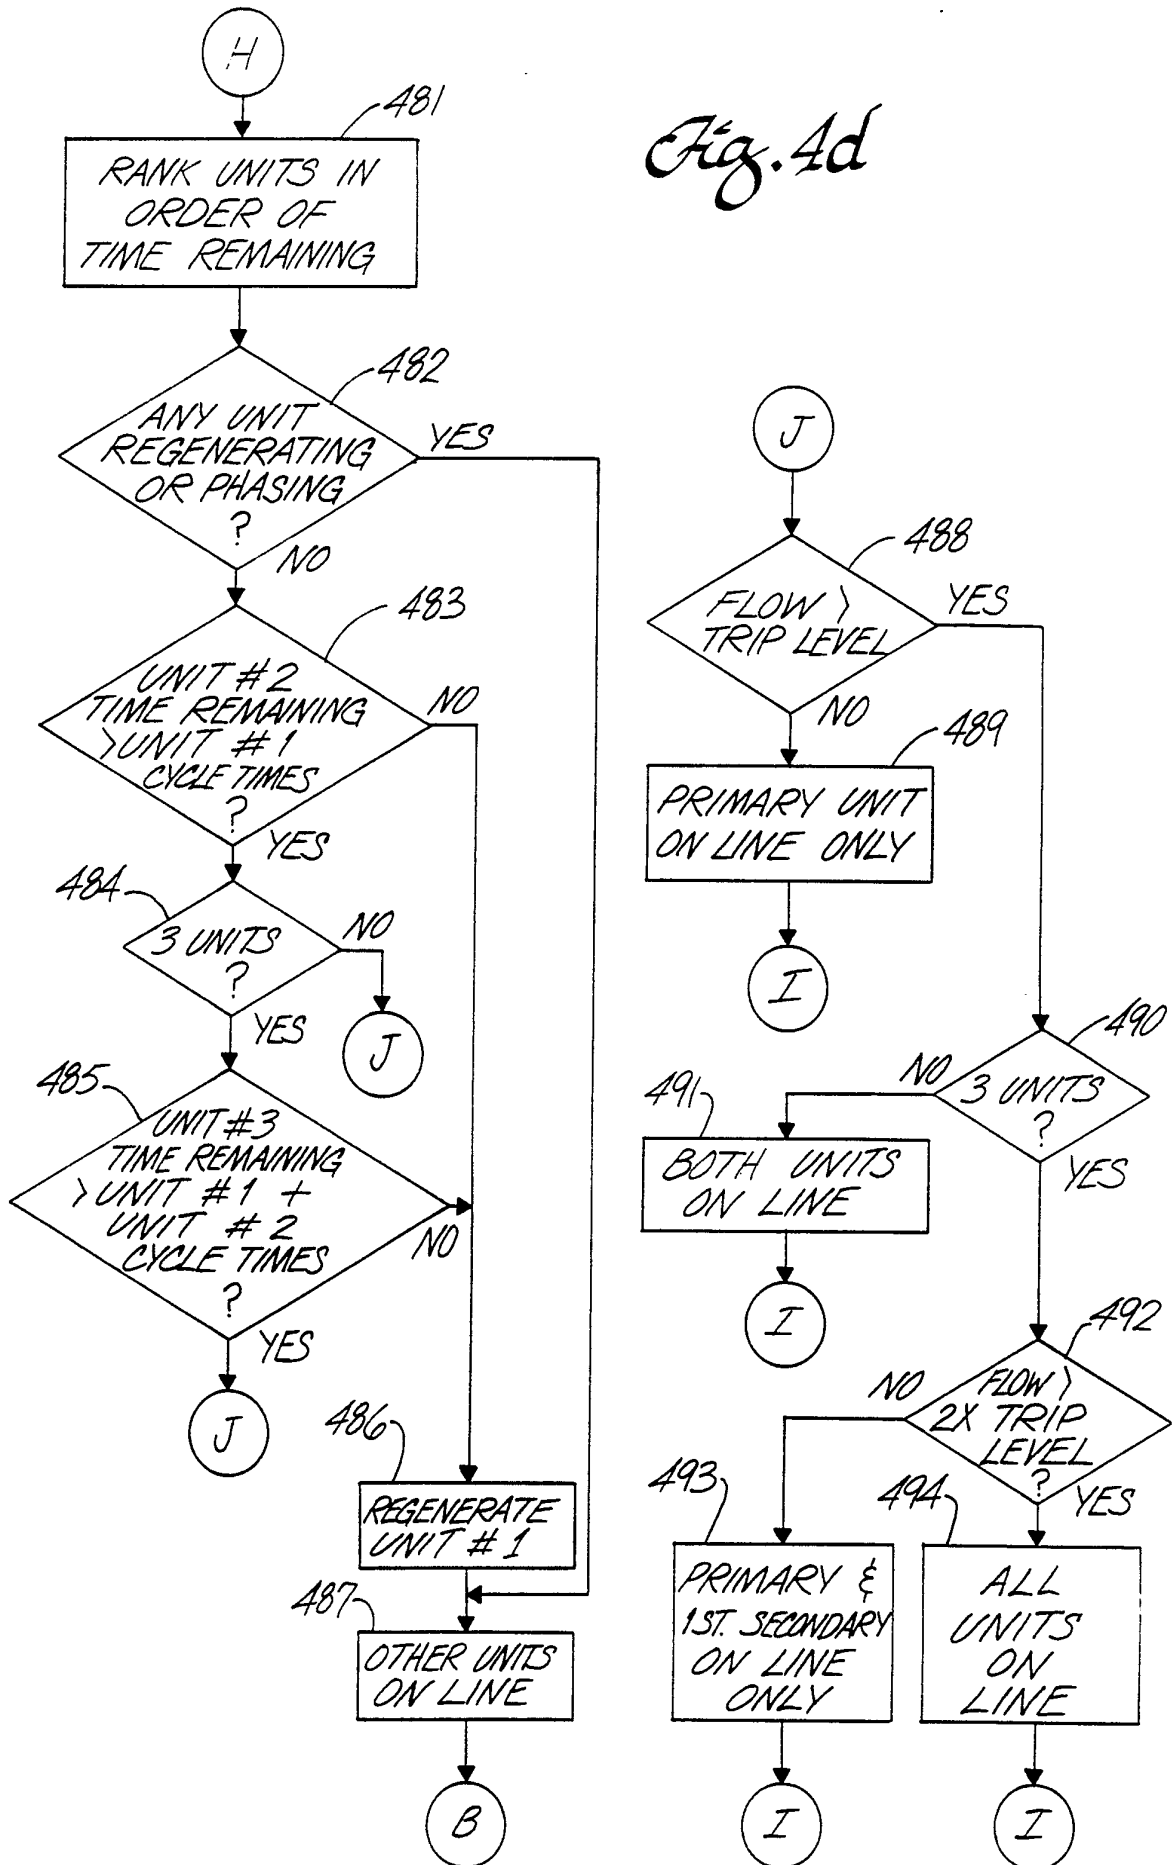 Fig. 4d
H
481
RANK UNITS IN
ORDER OF
TIME REMAINING
482
ANY UNIT
REGENERATING
OR PHASING
?
YES
NO
483
UNIT #2
TIME REMAINING
>UNIT #1
CYCLE TIMES
?
NO
YES
484
3 UNITS
?
NO
J
YES
485
UNIT #3
TIME REMAINING
>UNIT #1 +
UNIT #2
CYCLE TIMES
?
NO
YES
J
486
REGENERATE
UNIT #1
487
OTHER UNITS
ON LINE
B
J
488
FLOW >
TRIP LEVEL
YES
NO
489
PRIMARY UNIT
ON LINE ONLY
I
490
3 UNITS
?
NO
YES
491
BOTH UNITS
ON LINE
I
492
FLOW >
2X TRIP
LEVEL
?
NO
YES
493
PRIMARY &
1ST. SECONDARY
ON LINE
ONLY
I
494
ALL
UNITS
ON
LINE
I